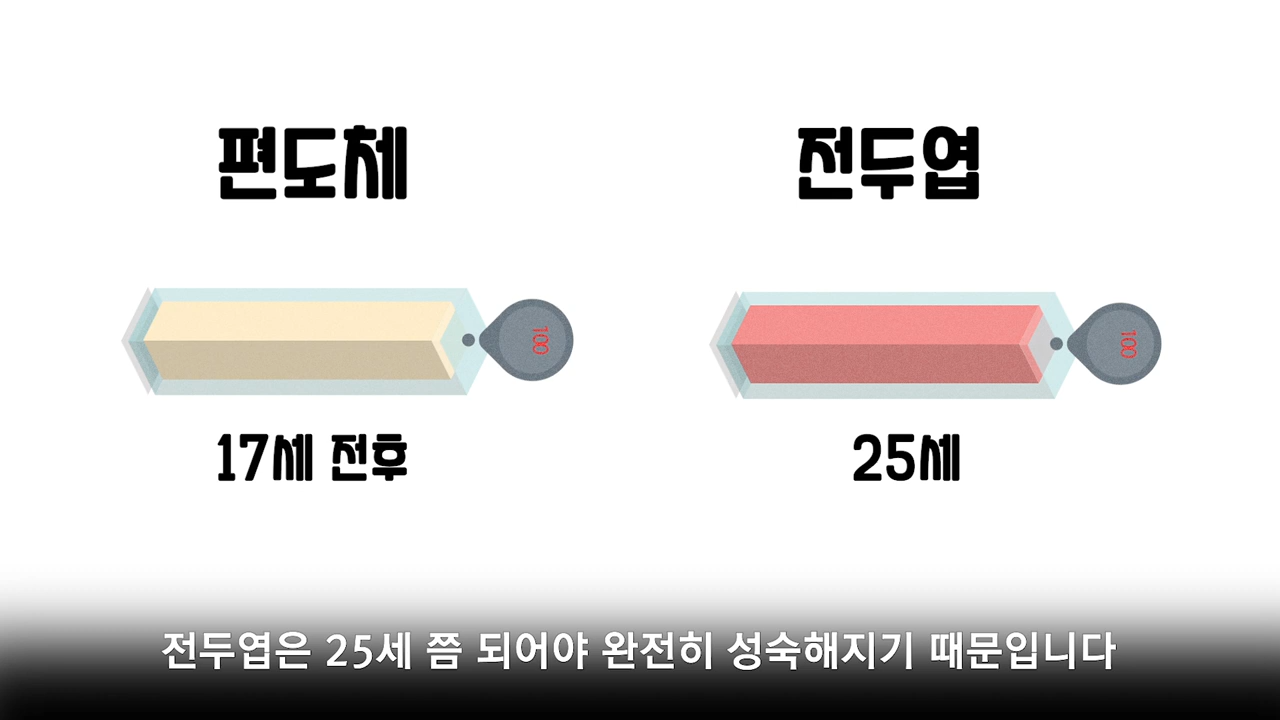 편도체
전두엽
100
100
17세 전후
25세
전두엽은 25세 쯤 되어야 완전히 성숙해지기 때문입니다